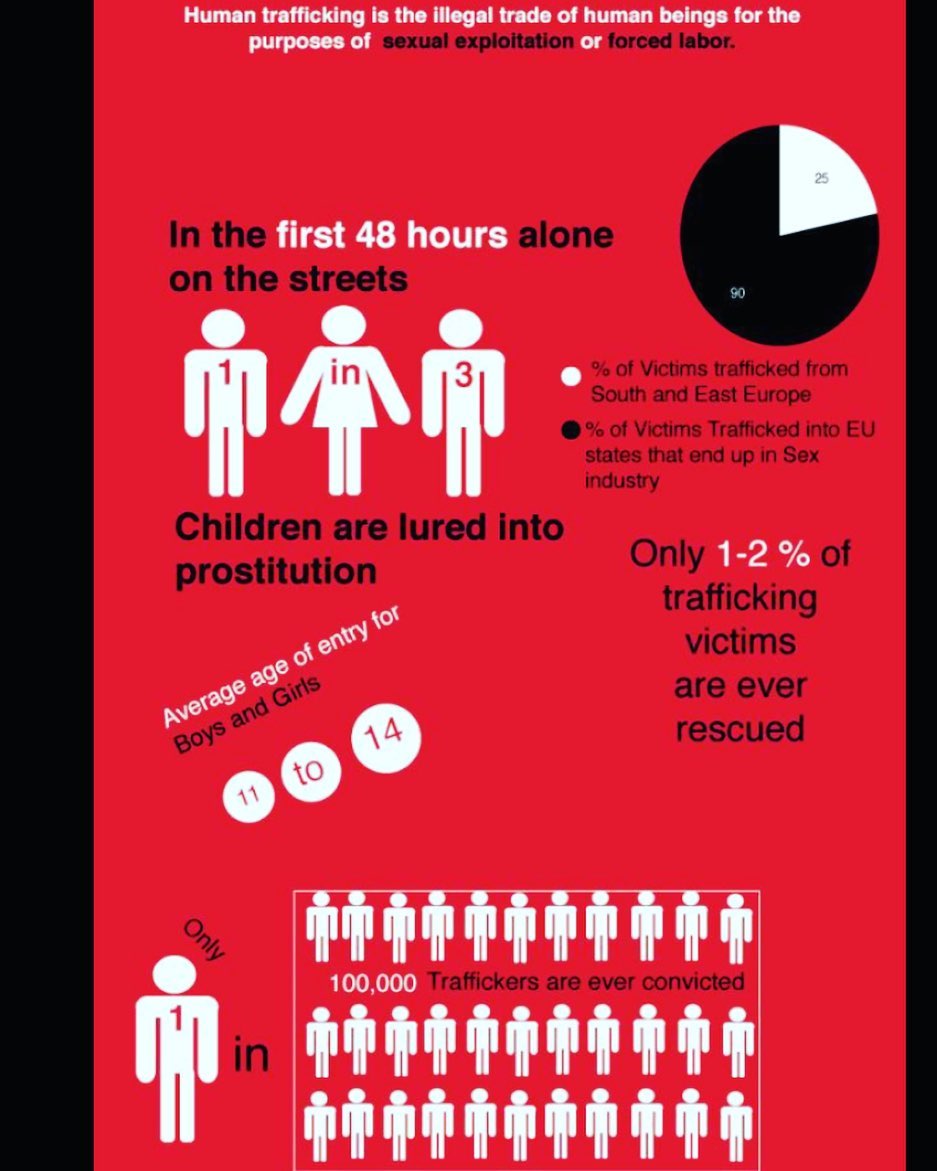 Human trafficking is the illegal trade of human beings for the
purposes of sexual exploitation or forced labor.
25
90
In the first 48 hours alone
on the streets
1 in 3
% of Victims trafficked from
South and East Europe
% of Victims Trafficked into EU
states that end up in Sex
industry
Children are lured into
prostitution
Only 1-2 % of
trafficking
victims
are ever
rescued
Average age of entry for
Boys and Girls
11 to 14
Only
1
in
100,000 Traffickers are ever convicted